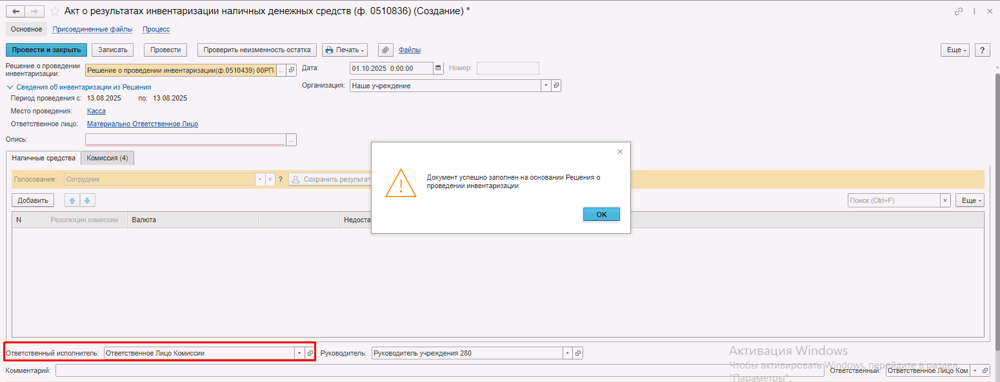 Акт о результатах инвентаризации наличных денежных средств (ф. 0510836) (Создание) *
Основное Присоединенные файлы Процесс
Провести и закрыть Записать Провести Проверить неизменность остатка Печать Файлы Еще ?
Решение о проведении инвентаризации: Решение о проведении инвентаризации(ф.0510439) 00РП- ... Дата: 01.10.2025 0:00:00 Номер:
Сведения об инвентаризации из Решения Организация: Наше учреждение
Период проведения с: 13.08.2025 по: 13.08.2025
Место проведения: Касса
Ответственное лицо: Материально Ответственное Лицо
Опись: ...
Наличные средства Комиссия (4)
Голосование: Сотрудник × ? Сохранить результат
Добавить Поиск (Ctrl+F) × Еще
N Резолюция комиссии Валюта Недоста
Документ успешно заполнен на основании Решения о
проведении инвентаризации
OK
Ответственный исполнитель: Ответственное Лицо Комиссии Руководитель: Руководитель учреждения 280
Комментарий: Ответственный: Ответственное Лицо Ком
Активация Windows
Чтобы активировать Windows, перейдите в раздел
"Параметры".